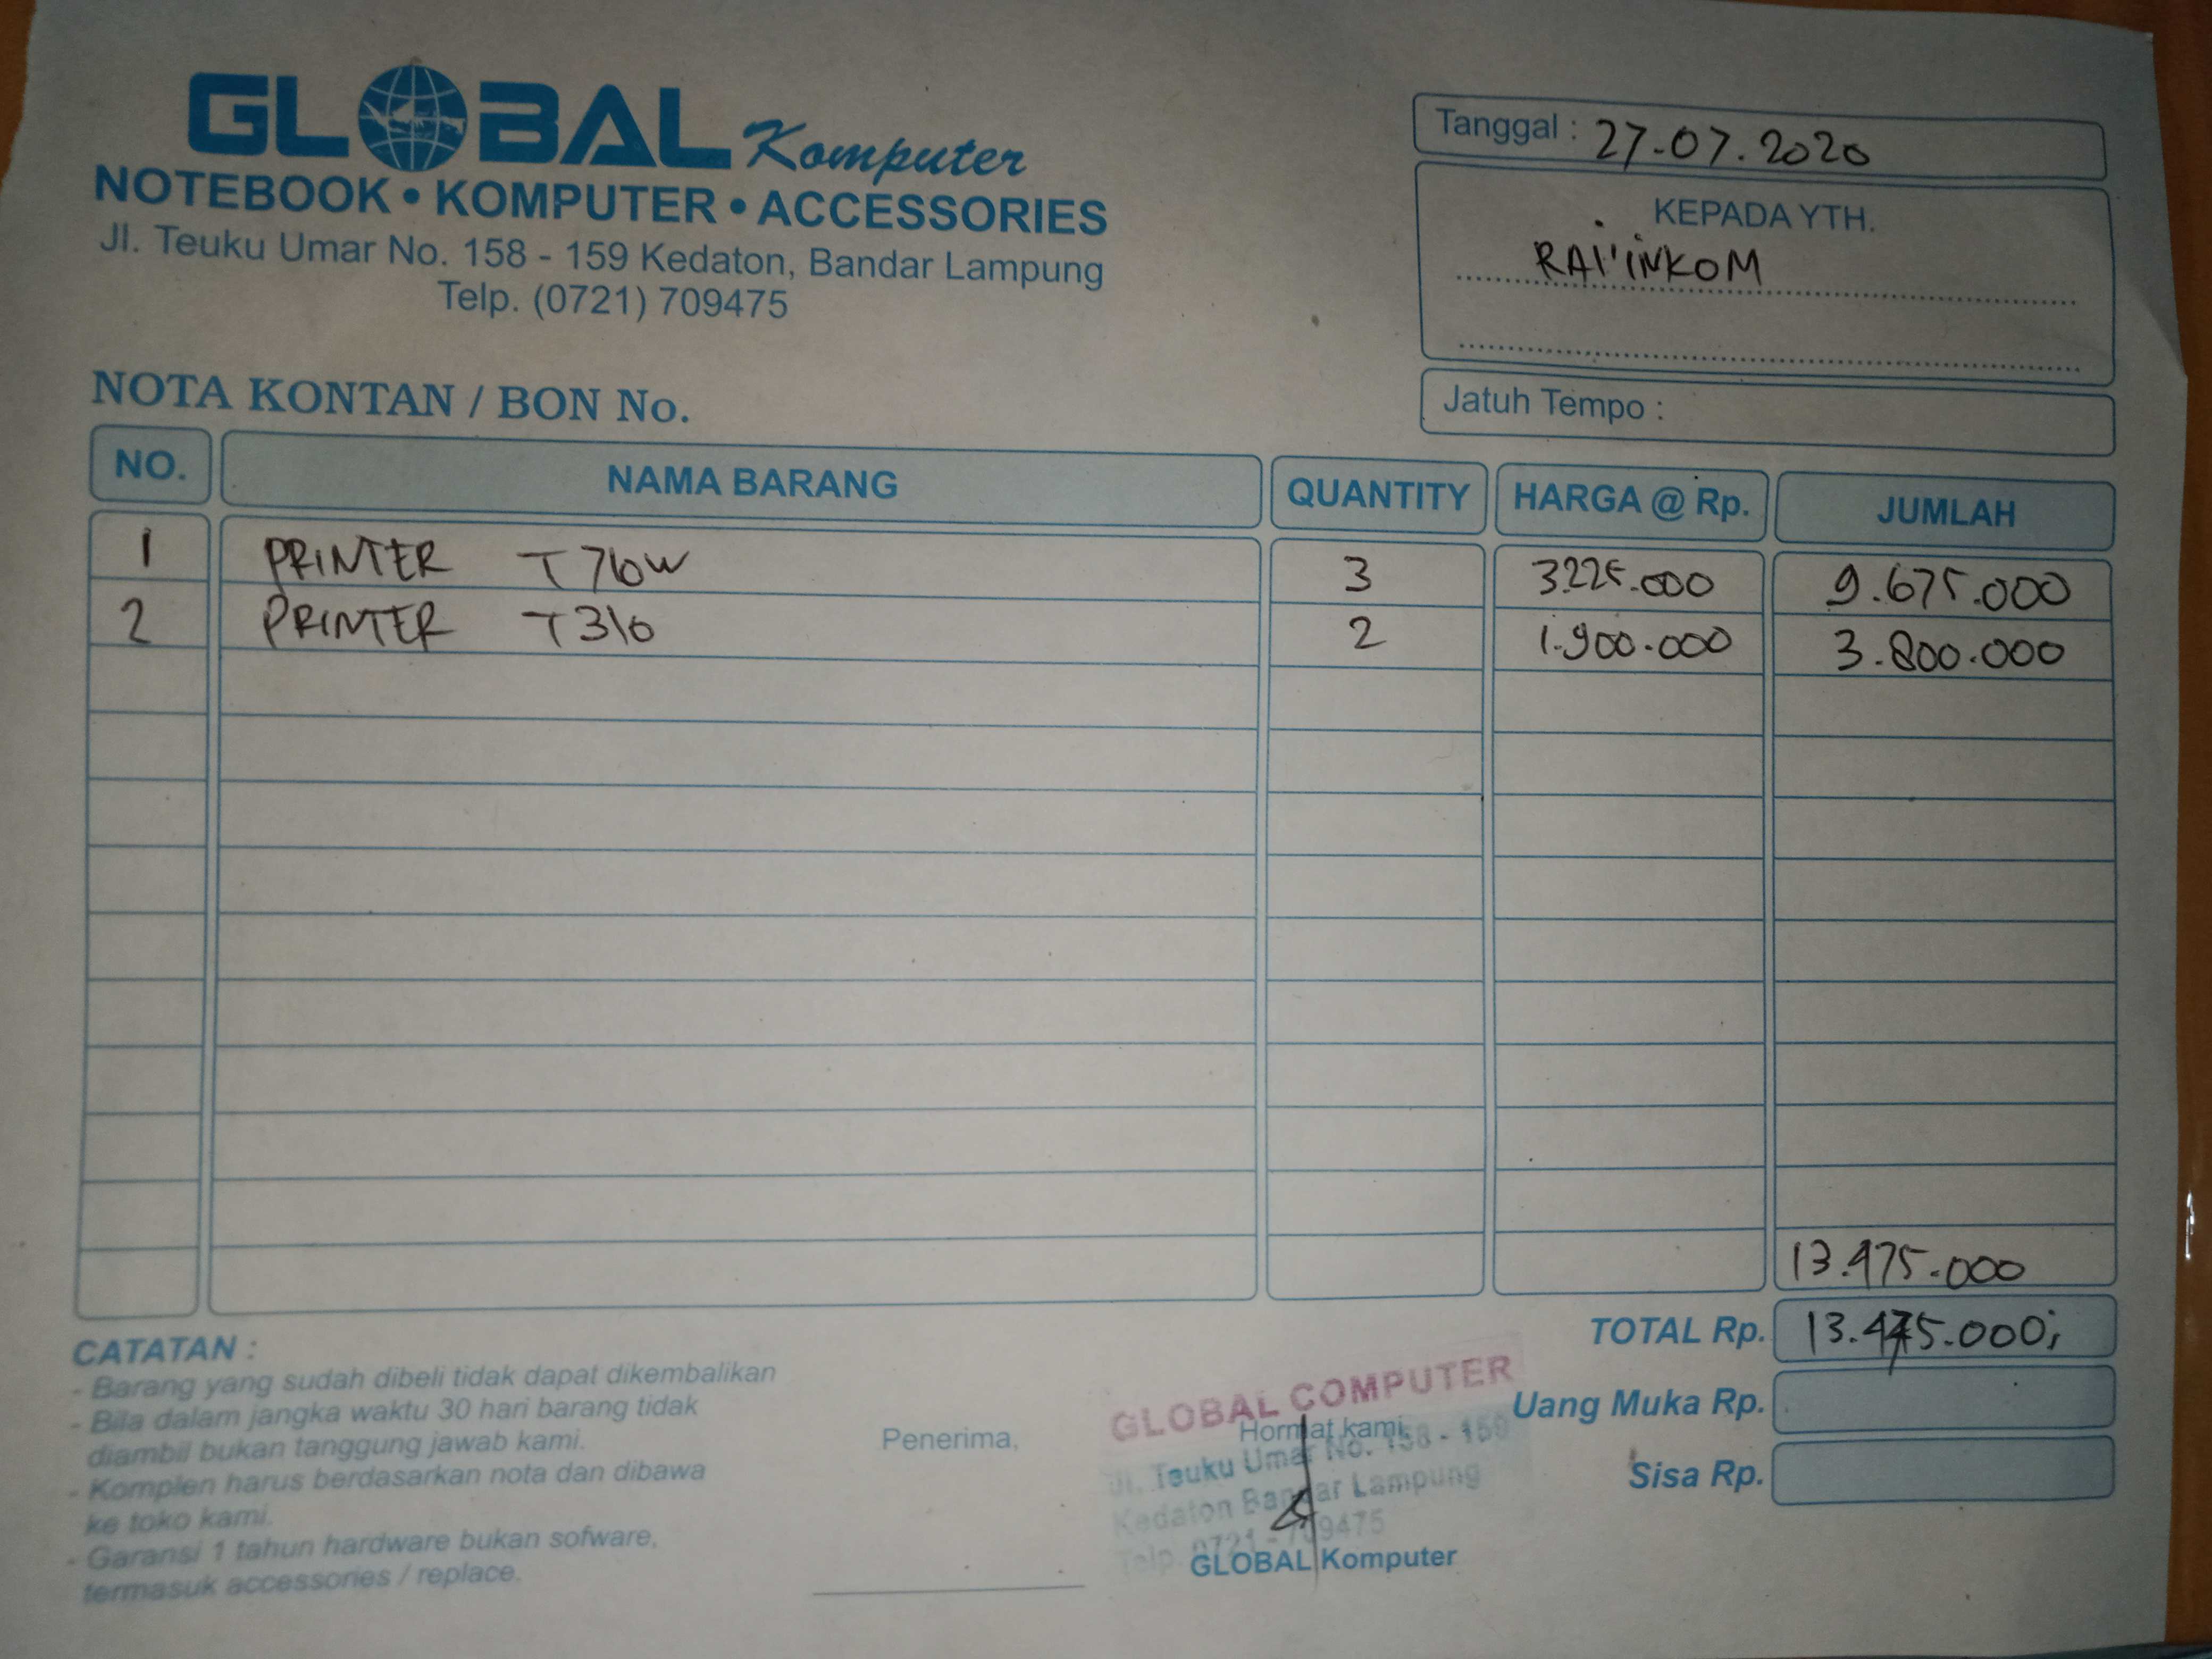 GLOBAL Komputer
NOTEBOOK • KOMPUTER • ACCESSORIES
Jl. Teuku Umar No. 158 - 159 Kedaton, Bandar Lampung
Telp. (0721) 709475
Tanggal : 27-07.2020
KEPADA YTH.
RAI'INKOM
Jatuh Tempo :
NOTA KONTAN / BON No.
NO. NAMA BARANG QUANTITY HARGA @ Rp. JUMLAH
1 PRINTER T710W 3 3.225.000 9.675.000
2 PRINTER T310 2 1.900.000 3.800.000
13.475.000
TOTAL Rp. 13.475.000;
Uang Muka Rp.
Sisa Rp.
CATATAN :
- Barang yang sudah dibeli tidak dapat dikembalikan
- Bila dalam jangka waktu 30 hari barang tidak
diambil bukan tanggung jawab kami.
- Komplen harus berdasarkan nota dan dibawa
ke toko kami.
- Garansi 1 tahun hardware bukan sofware,
termasuk accessories / replace.
Penerima,
Hormat kami,
GLOBAL COMPUTER
Jl. Teuku Umar No. 158 - 159
Kedaton Bandar Lampung
Telp. 0721 - 709475
GLOBAL Komputer